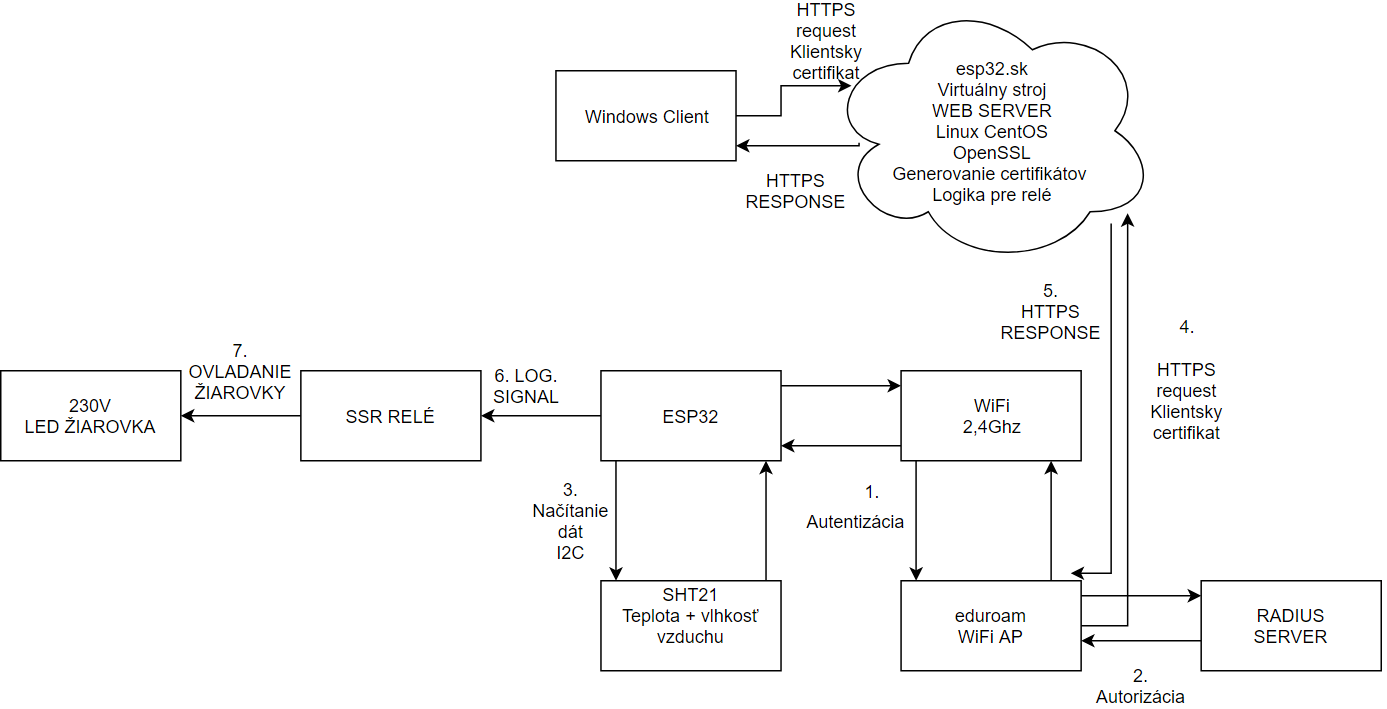 HTTPS
request
Klientsky
certifikat
Windows Client
esp32.sk
Virtuálny stroj
WEB SERVER
Linux CentOS
OpenSSL
Generovanie certifikátov
Logika pre relé
HTTPS
RESPONSE
5.
HTTPS
RESPONSE
4.
HTTPS
request
Klientsky
certifikat
7.
OVLADANIE
ŽIAROVKY
6. LOG.
SIGNAL
230V
LED ŽIAROVKA
SSR RELÉ
ESP32
WiFi
2,4Ghz
3.
Načítanie
dát
I2C
1.
Autentizácia
SHT21
Teplota + vlhkosť
vzduchu
eduroam
WiFi AP
RADIUS
SERVER
2.
Autorizácia